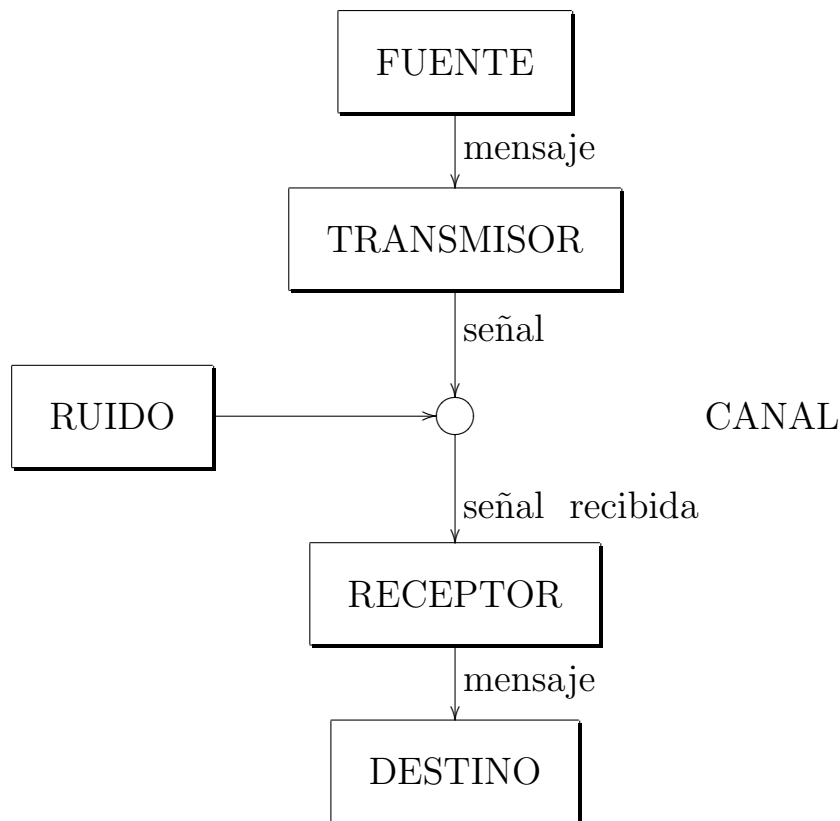 FUENTE
mensaje
TRANSMISOR
señal
RUIDO
CANAL
señal recibida
RECEPTOR
mensaje
DESTINO